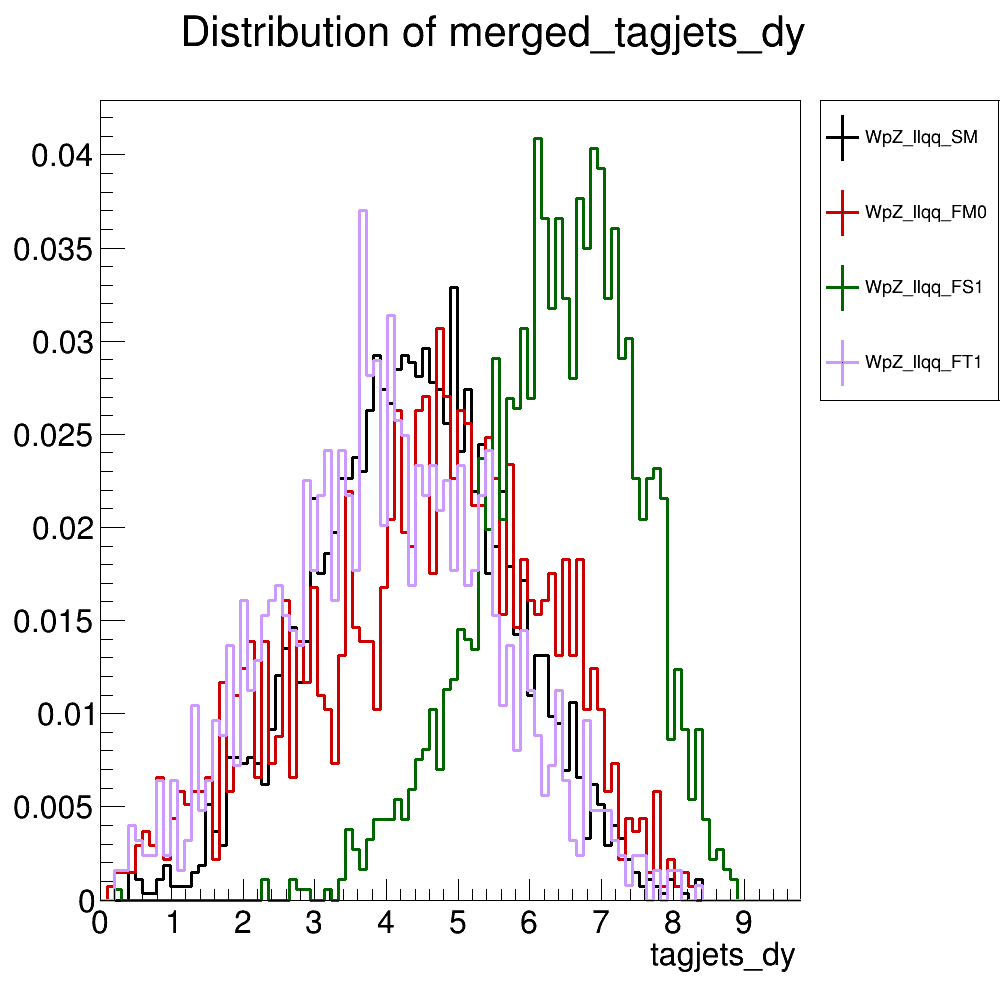 Distribution of merged_tagjets_dy
WpZ_llqq_SM
WpZ_llqq_FM0
WpZ_llqq_FS1
WpZ_llqq_FT1
0.04
0.035
0.03
0.025
0.02
0.015
0.01
0.005
0
0 1 2 3 4 5 6 7 8 9
tagjets_dy